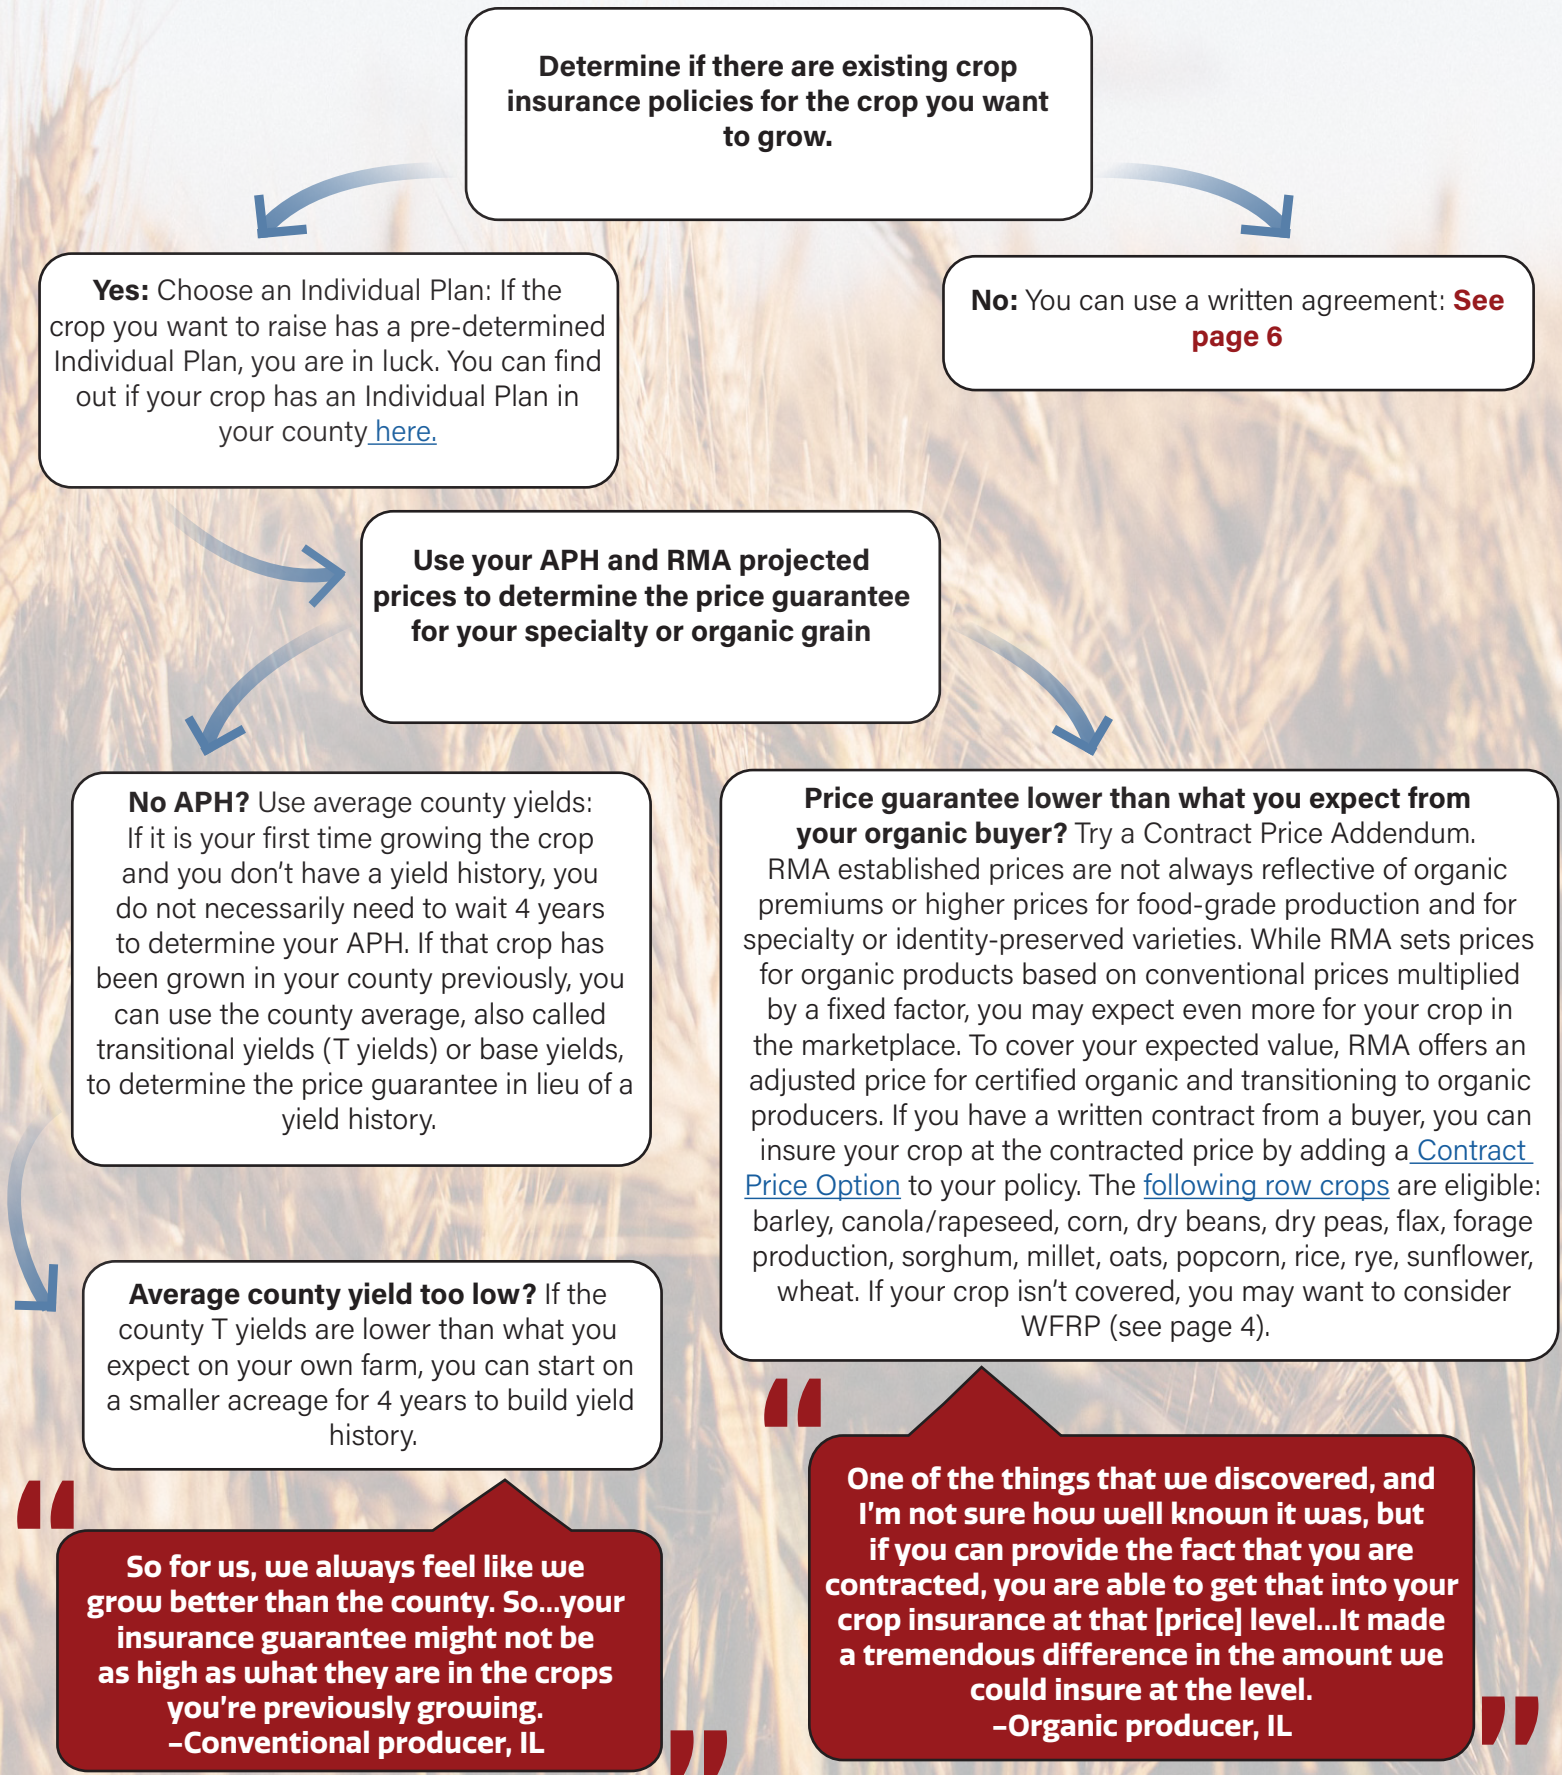 Determine if there are existing crop
insurance policies for the crop you want
to grow.
Yes: Choose an Individual Plan: If the
crop you want to raise has a pre-determined
Individual Plan, you are in luck. You can find
out if your crop has an Individual Plan in
your county here.
No: You can use a written agreement: See
page 6
Use your APH and RMA projected
prices to determine the price guarantee
for your specialty or organic grain
No APH? Use average county yields:
If it is your first time growing the crop
and you don’t have a yield history, you
do not necessarily need to wait 4 years
to determine your APH. If that crop has
been grown in your county previously, you
can use the county average, also called
transitional yields (T yields) or base yields,
to determine the price guarantee in lieu of a
yield history.
Price guarantee lower than what you expect from
your organic buyer? Try a Contract Price Addendum.
RMA established prices are not always reflective of organic
premiums or higher prices for food-grade production and for
specialty or identity-preserved varieties. While RMA sets prices
for organic products based on conventional prices multiplied
by a fixed factor, you may expect even more for your crop in
the marketplace. To cover your expected value, RMA offers an
adjusted price for certified organic and transitioning to organic
producers. If you have a written contract from a buyer, you can
insure your crop at the contracted price by adding a Contract
Price Option to your policy. The following row crops are eligible:
barley, canola/rapeseed, corn, dry beans, dry peas, flax, forage
production, sorghum, millet, oats, popcorn, rice, rye, sunflower,
wheat. If your crop isn’t covered, you may want to consider
WFRP (see page 4).
Average county yield too low? If the
county T yields are lower than what you
expect on your own farm, you can start on
a smaller acreage for 4 years to build yield
history.
“
So for us, we always feel like we
grow better than the county. So...your
insurance guarantee might not be
as high as what they are in the crops
you’re previously growing.
–Conventional producer, IL
”
“
One of the things that we discovered, and
I’m not sure how well known it was, but
if you can provide the fact that you are
contracted, you are able to get that into your
crop insurance at that [price] level...It made
a tremendous difference in the amount we
could insure at the level.
–Organic producer, IL
”